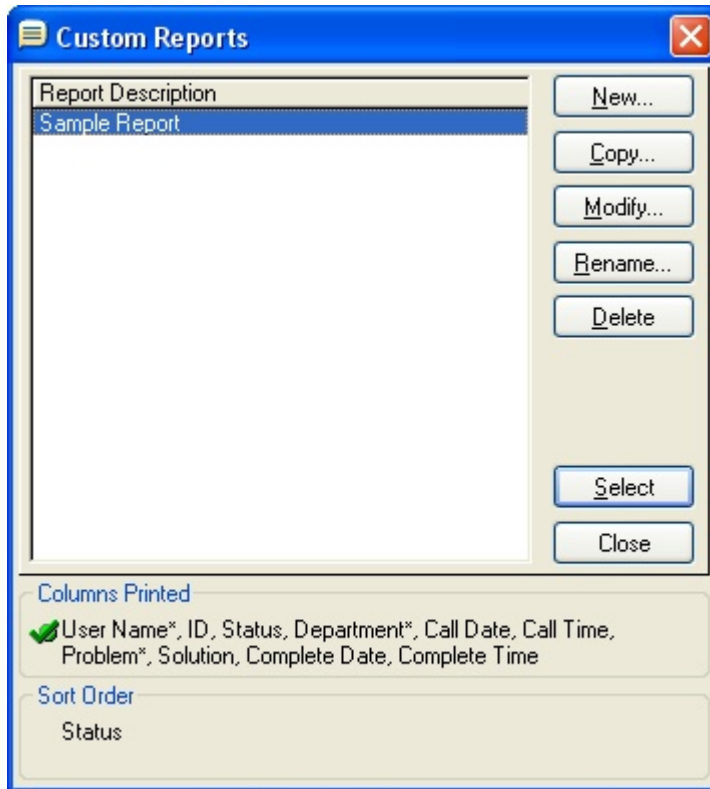 Custom Reports
Report Description
Sample Report
New...
Copy...
Modify...
Rename...
Delete
Select
Close
Columns Printed
User Name*, ID, Status, Department*, Call Date, Call Time,
Problem*, Solution, Complete Date, Complete Time
Sort Order
Status